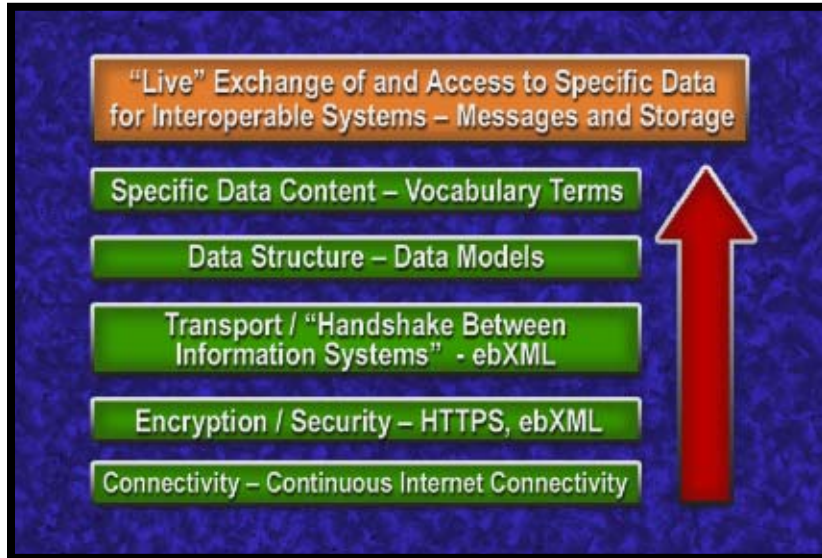 “Live” Exchange of and Access to Specific Data
for Interoperable Systems – Messages and Storage
Specific Data Content – Vocabulary Terms
Data Structure – Data Models
Transport / “Handshake Between
Information Systems” - ebXML
Encryption / Security – HTTPS, ebXML
Connectivity – Continuous Internet Connectivity